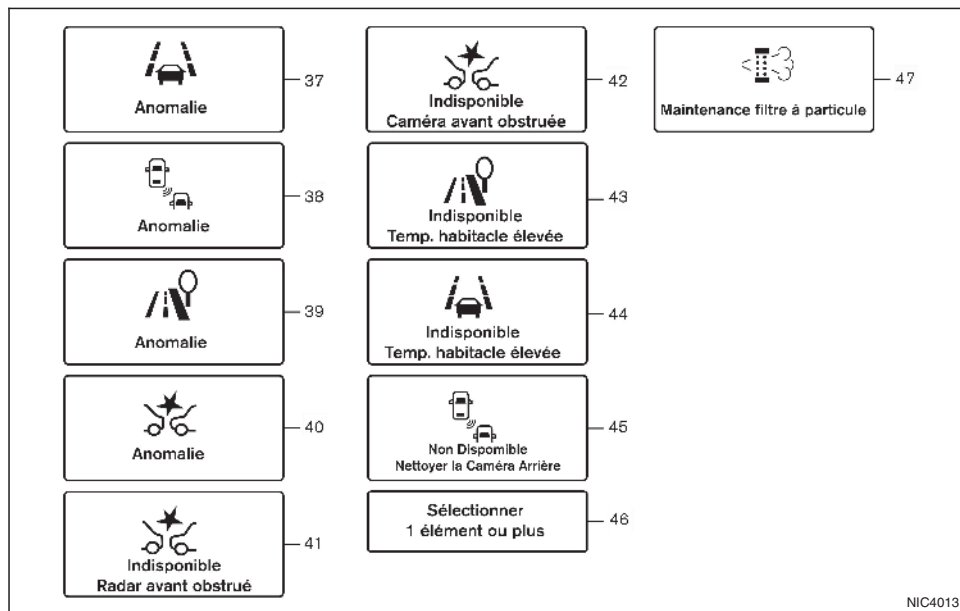 Anomalie
37
Anomalie
38
Anomalie
39
Anomalie
40
Indisponible
Radar avant obstrué
41
Indisponible
Caméra avant obstruée
42
Indisponible
Temp. habitacle élevée
43
Indisponible
Temp. habitacle élevée
44
Non Dispomible
Nettoyer la Caméra Arrière
45
Sélectionner
1 élément ou plus
46
Maintenance filtre à particule
47
NIC4013